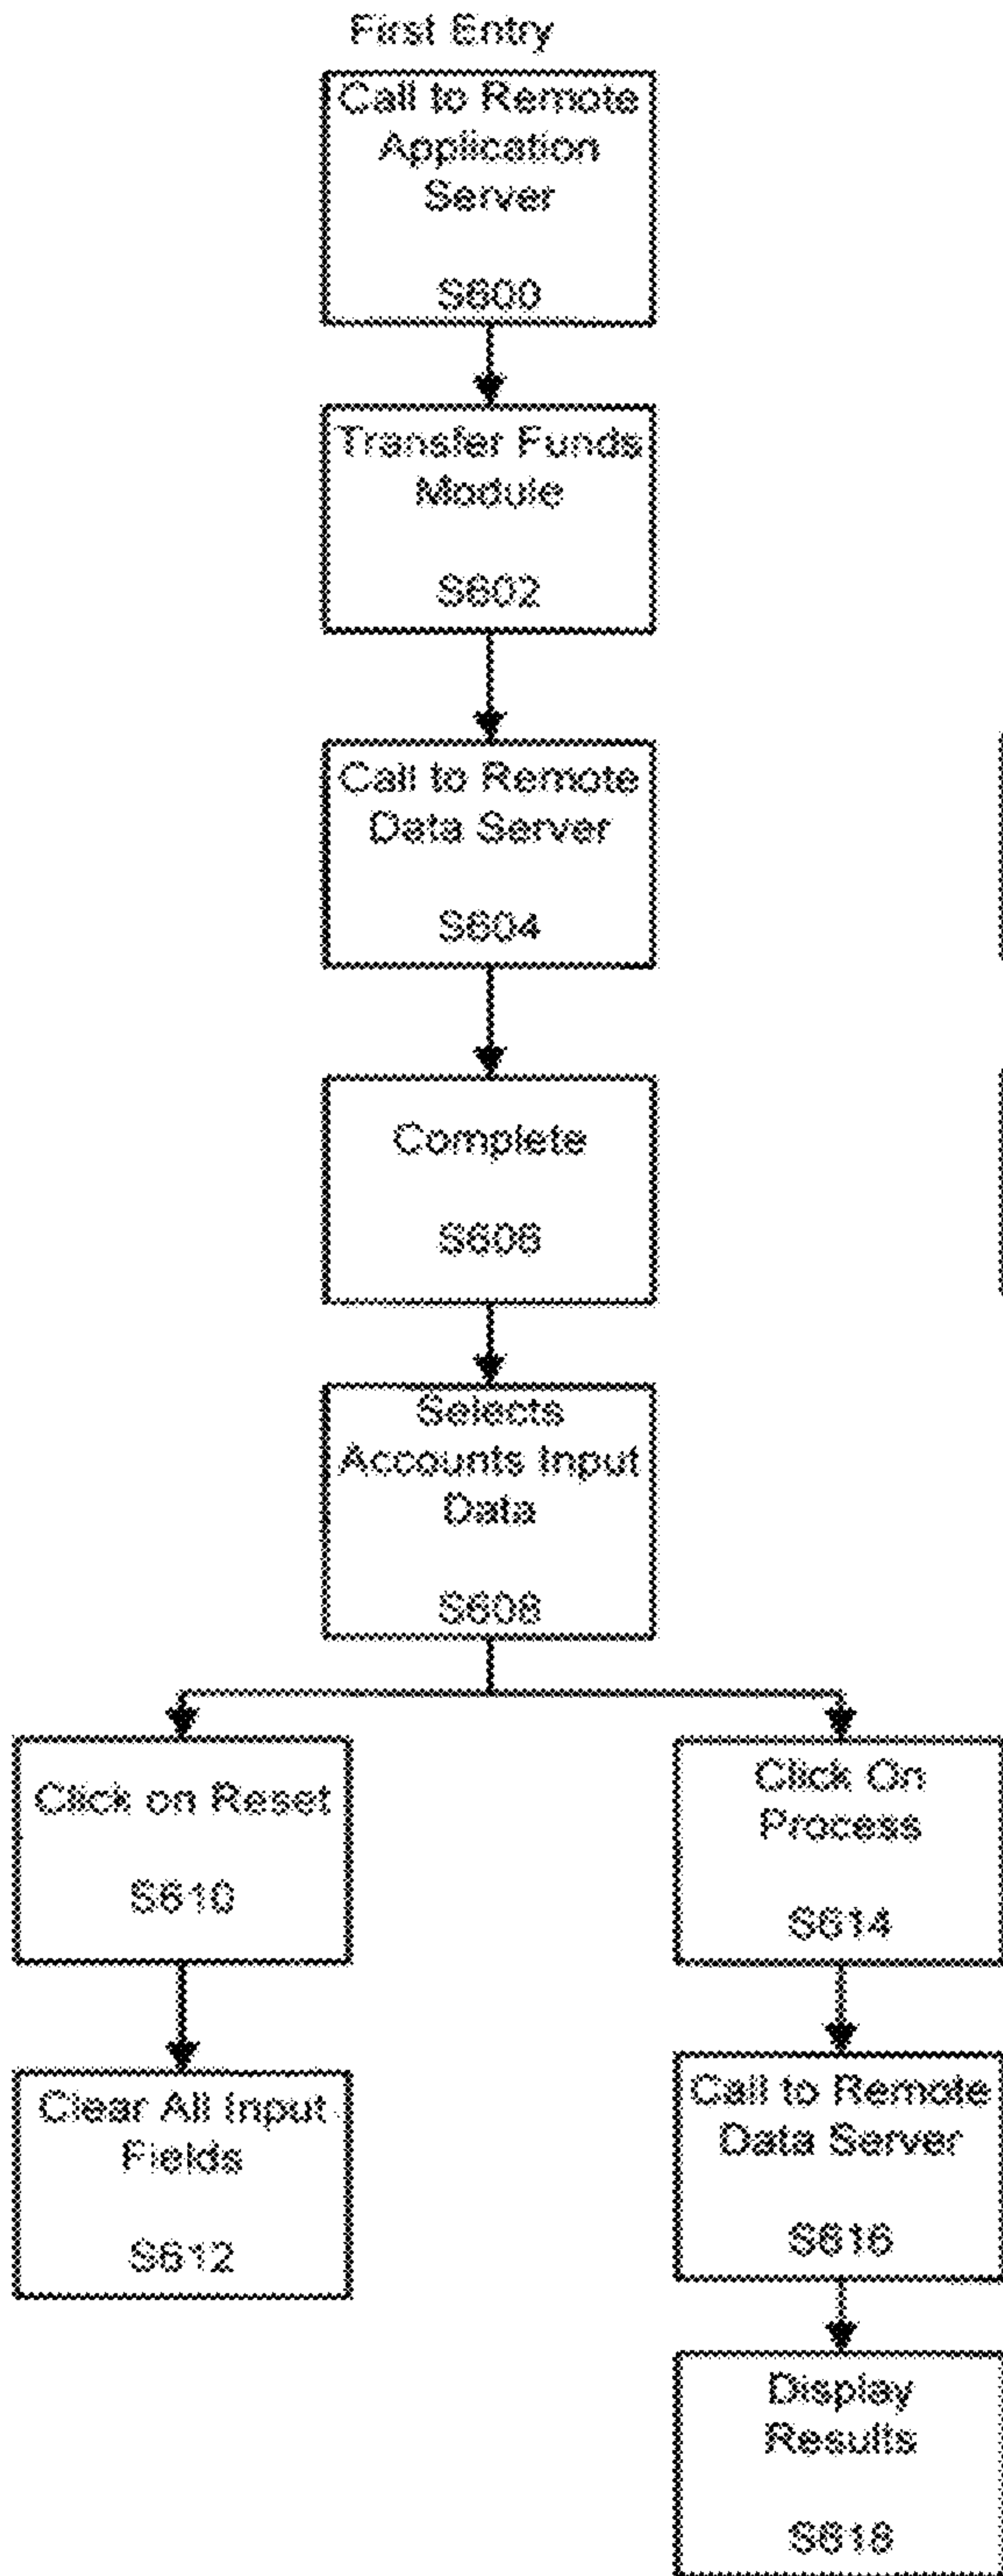 First Entry
Call to Remote
Application
Server
S600
Transfer Funds
Module
S602
Call to Remote
Data Server
S604
Complete
S606
Selects
Accounts Input
Data
S608
Click on Reset
S610
Clear All Input
Fields
S612
Click On
Process
S614
Call to Remote
Data Server
S616
Display
Results
S618